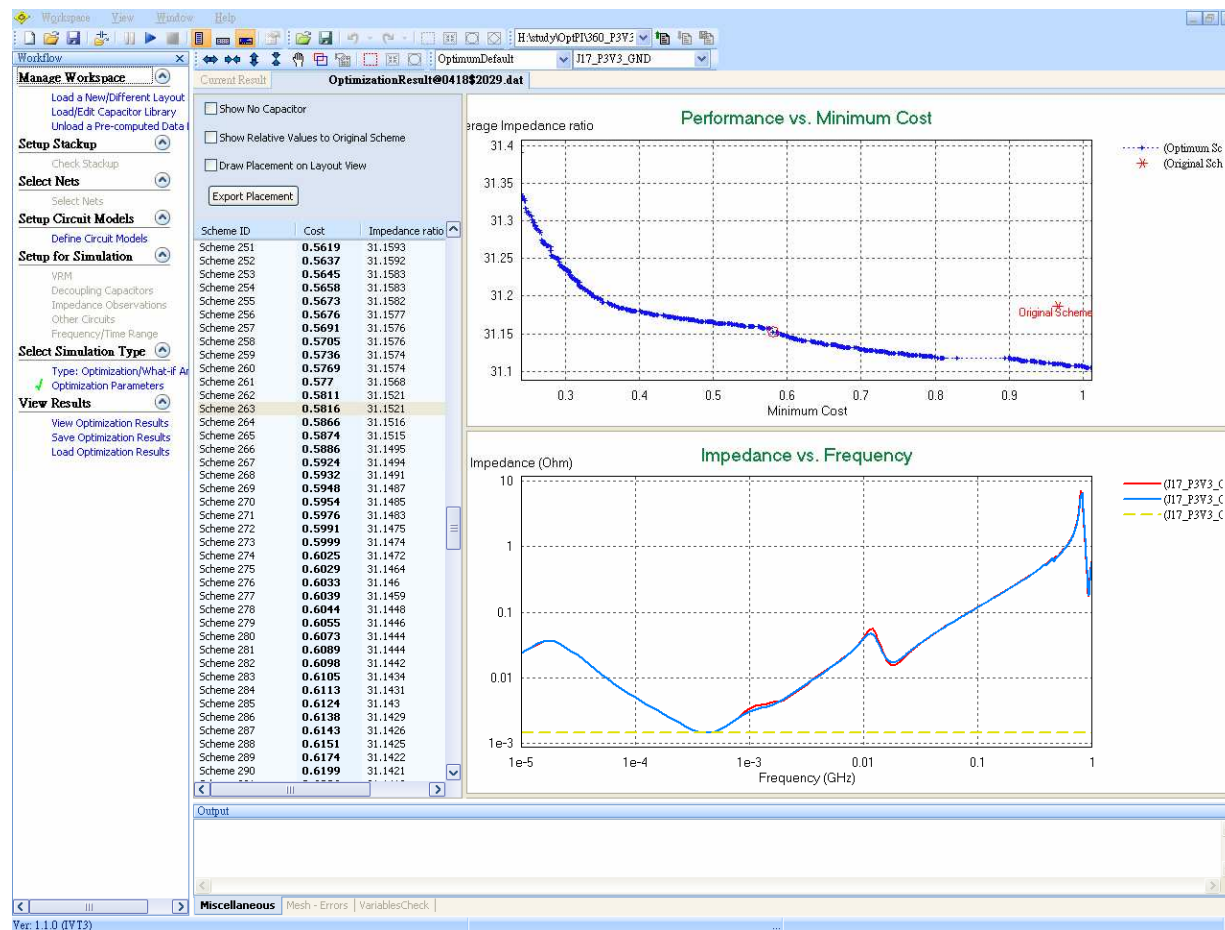 Workspace View Window Help
H:\study\OptPI\360_P3V3
Workflow
OptimumDefault J17_P3V3_GND
Manage Workspace
Load a New/Different Layout
Load/Edit Capacitor Library
Unload a Pre-computed Data
Setup Stackup
Check Stackup
Select Nets
Select Nets
Setup Circuit Models
Define Circuit Models
Setup for Simulation
VRM
Decoupling Capacitors
Impedance Observations
Other Circuits
Frequency/Time Range
Select Simulation Type
Type: Optimization/What-if Ar
Optimization Parameters
View Results
View Optimization Results
Save Optimization Results
Load Optimization Results
Current Result OptimizationResult@0418$2029.dat
Show No Capacitor
Show Relative Values to Original Scheme
Draw Placement on Layout View
Export Placement
Scheme ID Cost Impedance ratio
Scheme 251 0.5619 31.1593
Scheme 252 0.5637 31.1592
Scheme 253 0.5645 31.1583
Scheme 254 0.5658 31.1583
Scheme 255 0.5673 31.1582
Scheme 256 0.5676 31.1577
Scheme 257 0.5691 31.1576
Scheme 258 0.5705 31.1576
Scheme 259 0.5736 31.1574
Scheme 260 0.5769 31.1574
Scheme 261 0.577 31.1568
Scheme 262 0.5811 31.1521
Scheme 263 0.5816 31.1521
Scheme 264 0.5866 31.1516
Scheme 265 0.5874 31.1515
Scheme 266 0.5886 31.1495
Scheme 267 0.5924 31.1494
Scheme 268 0.5932 31.1491
Scheme 269 0.5948 31.1487
Scheme 270 0.5954 31.1485
Scheme 271 0.5976 31.1483
Scheme 272 0.5991 31.1475
Scheme 273 0.5999 31.1474
Scheme 274 0.6025 31.1472
Scheme 275 0.6029 31.1464
Scheme 276 0.6033 31.146
Scheme 277 0.6039 31.1459
Scheme 278 0.6044 31.1448
Scheme 279 0.6055 31.1446
Scheme 280 0.6073 31.1444
Scheme 281 0.6089 31.1444
Scheme 282 0.6098 31.1442
Scheme 283 0.6105 31.1434
Scheme 284 0.6113 31.1431
Scheme 285 0.6124 31.143
Scheme 286 0.6138 31.1429
Scheme 287 0.6143 31.1426
Scheme 288 0.6151 31.1425
Scheme 289 0.6174 31.1422
Scheme 290 0.6199 31.1421
Performance vs. Minimum Cost
erage Impedance ratio
31.4
31.35
31.3
31.25
31.2
31.15
31.1
0.3 0.4 0.5 0.6 0.7 0.8 0.9 1
Minimum Cost
Original Scheme
(Optimum Sc
(Original Sch
Impedance vs. Frequency
Impedance (Ohm)
10
1
0.1
0.01
1e-3
1e-5 1e-4 1e-3 0.01 0.1 1
Frequency (GHz)
(J17_P3V3_G
(J17_P3V3_G
(J17_P3V3_G
Output
Miscellaneous Mesh - Errors VariablesCheck
Ver: 1.1.0 (IVT3)
...